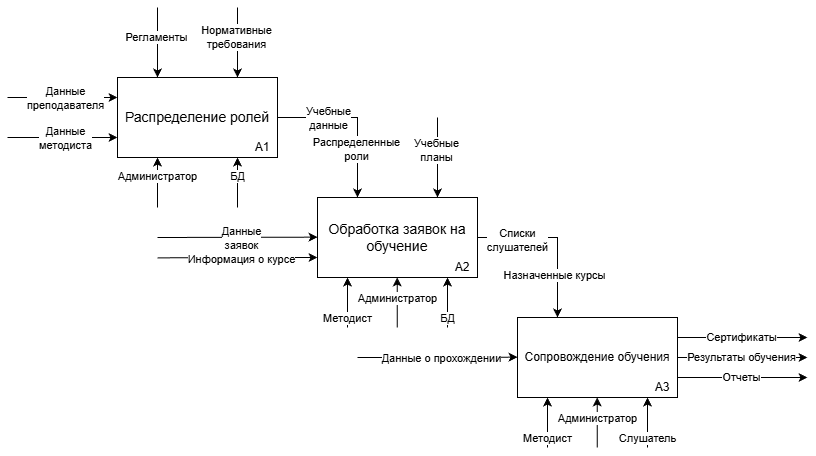 Регламенты
Нормативные
требования
Данные
преподавателя
Данные
методиста
Распределение ролей
A1
Администратор
БД
Учебные
данные
Распределенные
роли
Учебные
планы
Данные
заявок
Информация о курсе
Обработка заявок на
обучение
A2
Методист
Администратор
БД
Списки
слушателей
Назначенные курсы
Данные о прохождении
Сопровождение обучения
A3
Сертификаты
Результаты обучения
Отчеты
Методист
Администратор
Слушатель